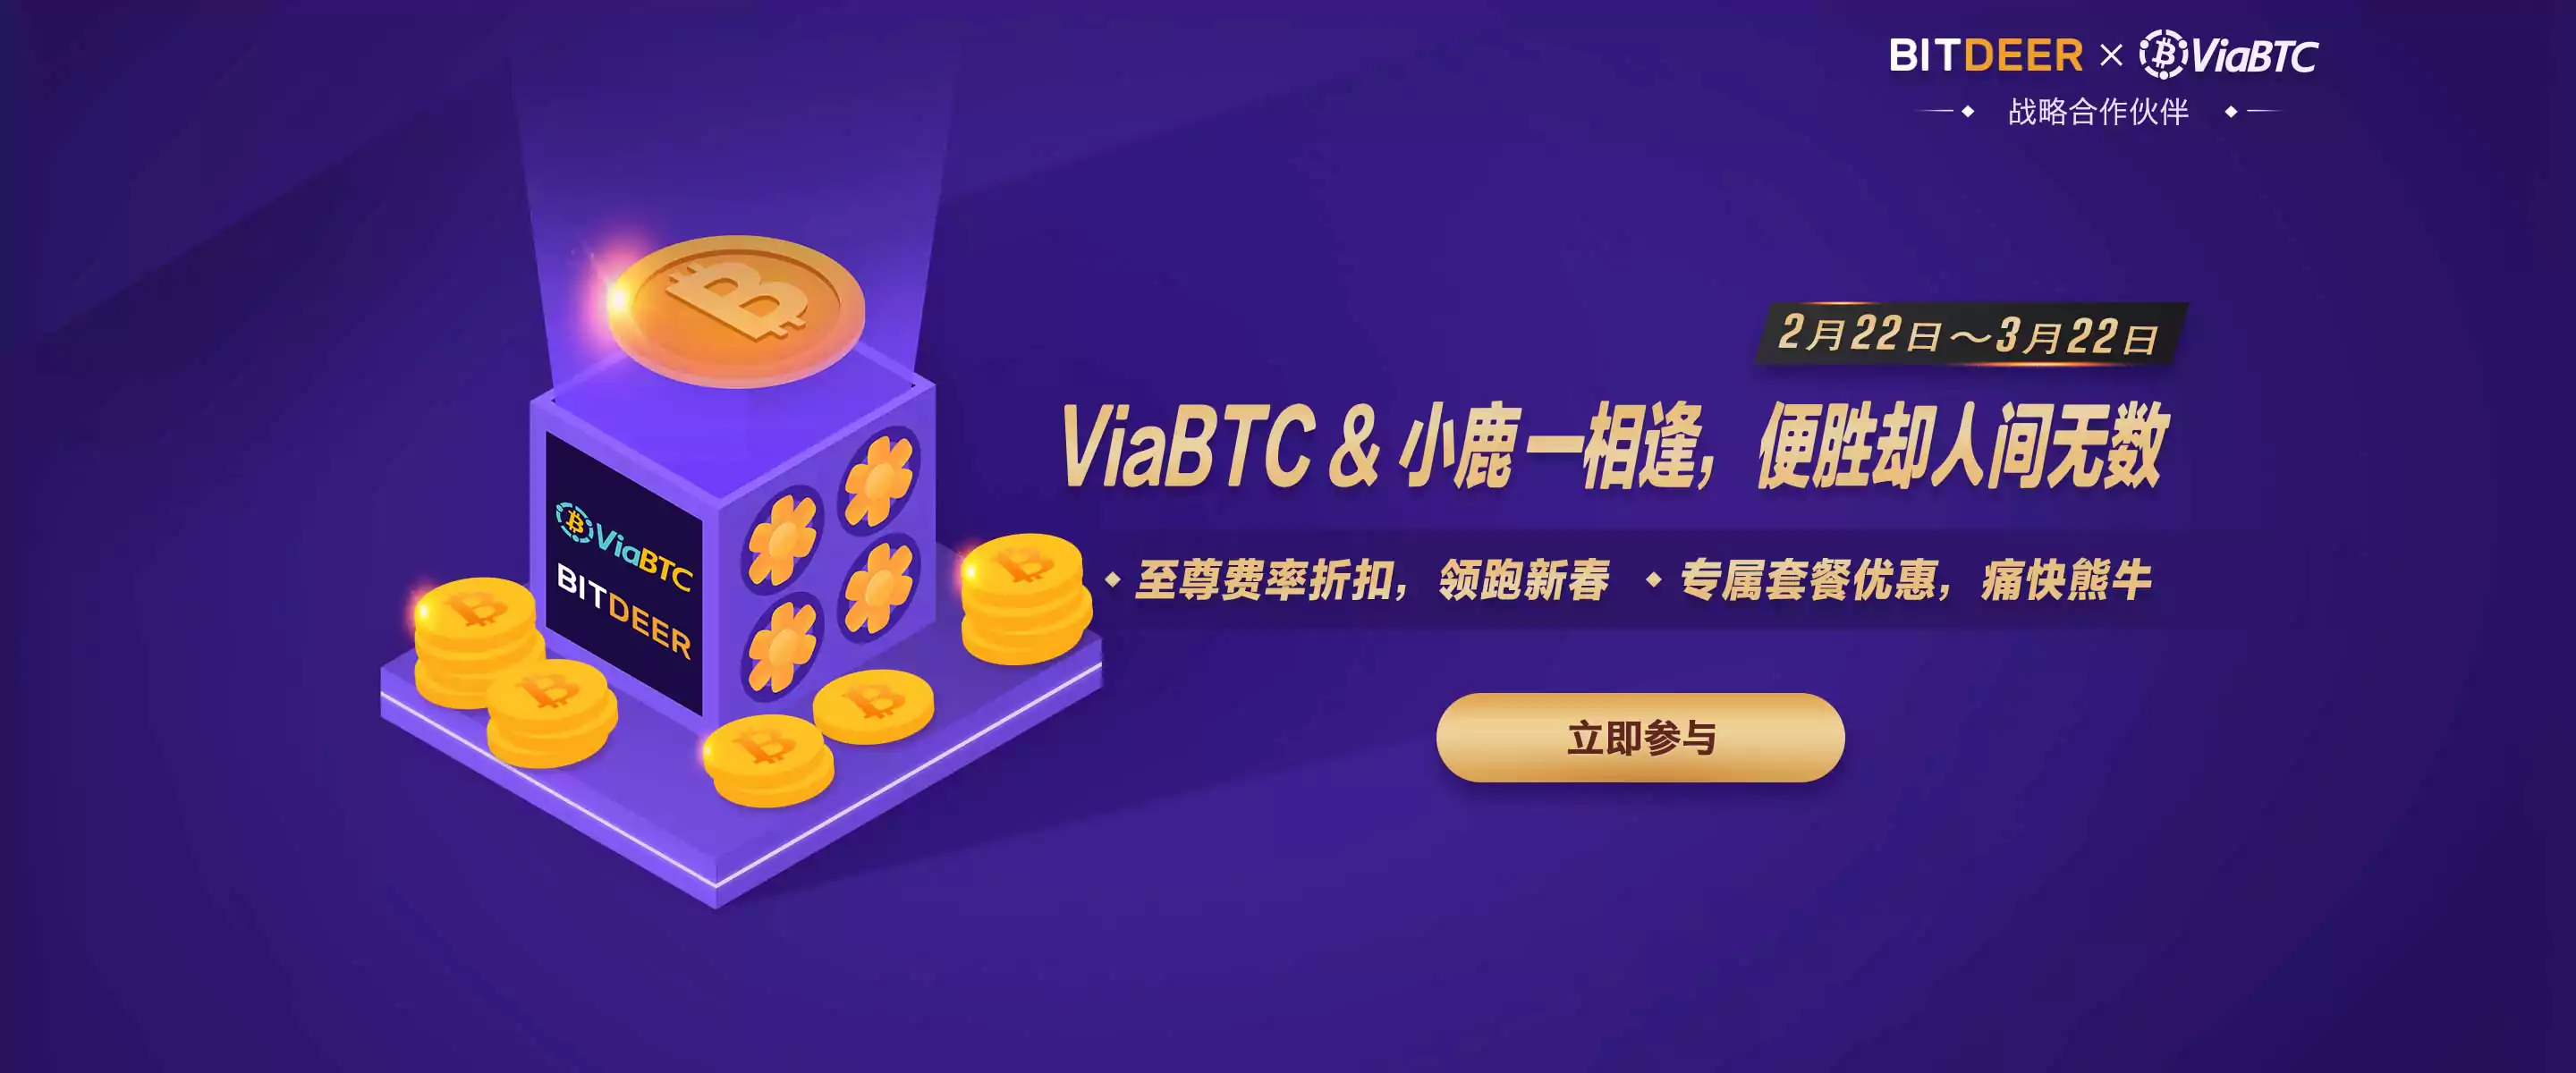 BITDEER × ViaBTC
战略合作伙伴
2月22日～3月22日
ViaBTC & 小鹿一相逢，便胜却人间无数
至尊费率折扣，领跑新春 专属套餐优惠，痛快熊牛
立即参与
ViaBTC
BITDEER